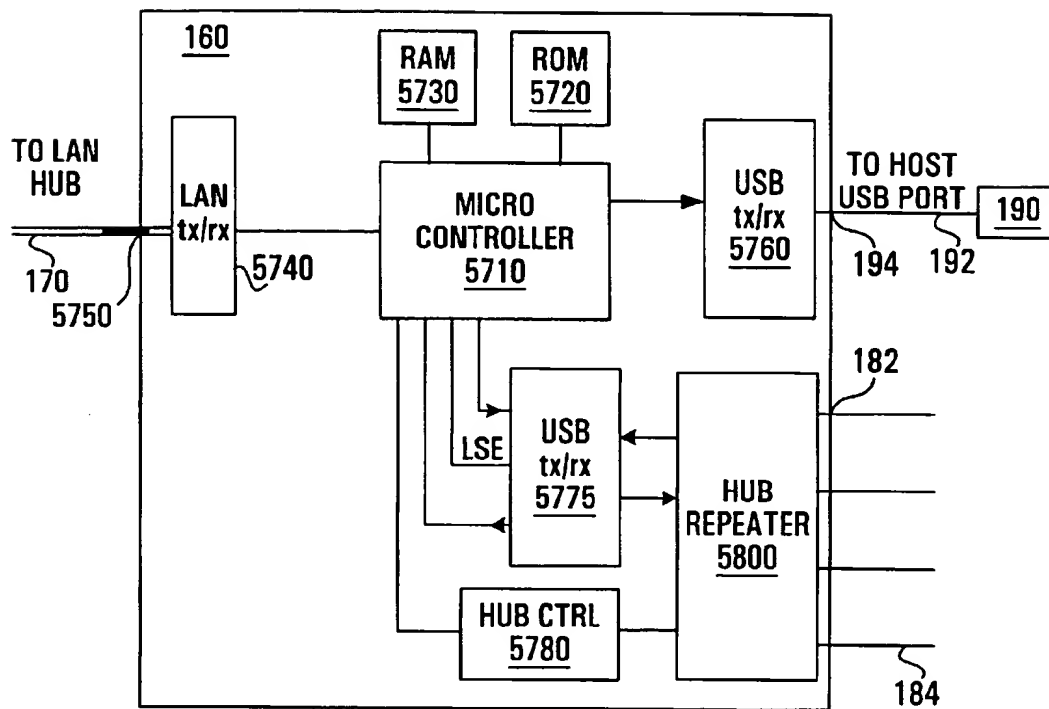 160
RAM
5730
ROM
5720
TO LAN
HUB
LAN
tx/rx
5740
170
5750
MICRO
CONTROLLER
5710
USB
tx/rx
5760
TO HOST
USB PORT
190
194
192
182
LSE
USB
tx/rx
5775
HUB
REPEATER
5800
HUB CTRL
5780
184